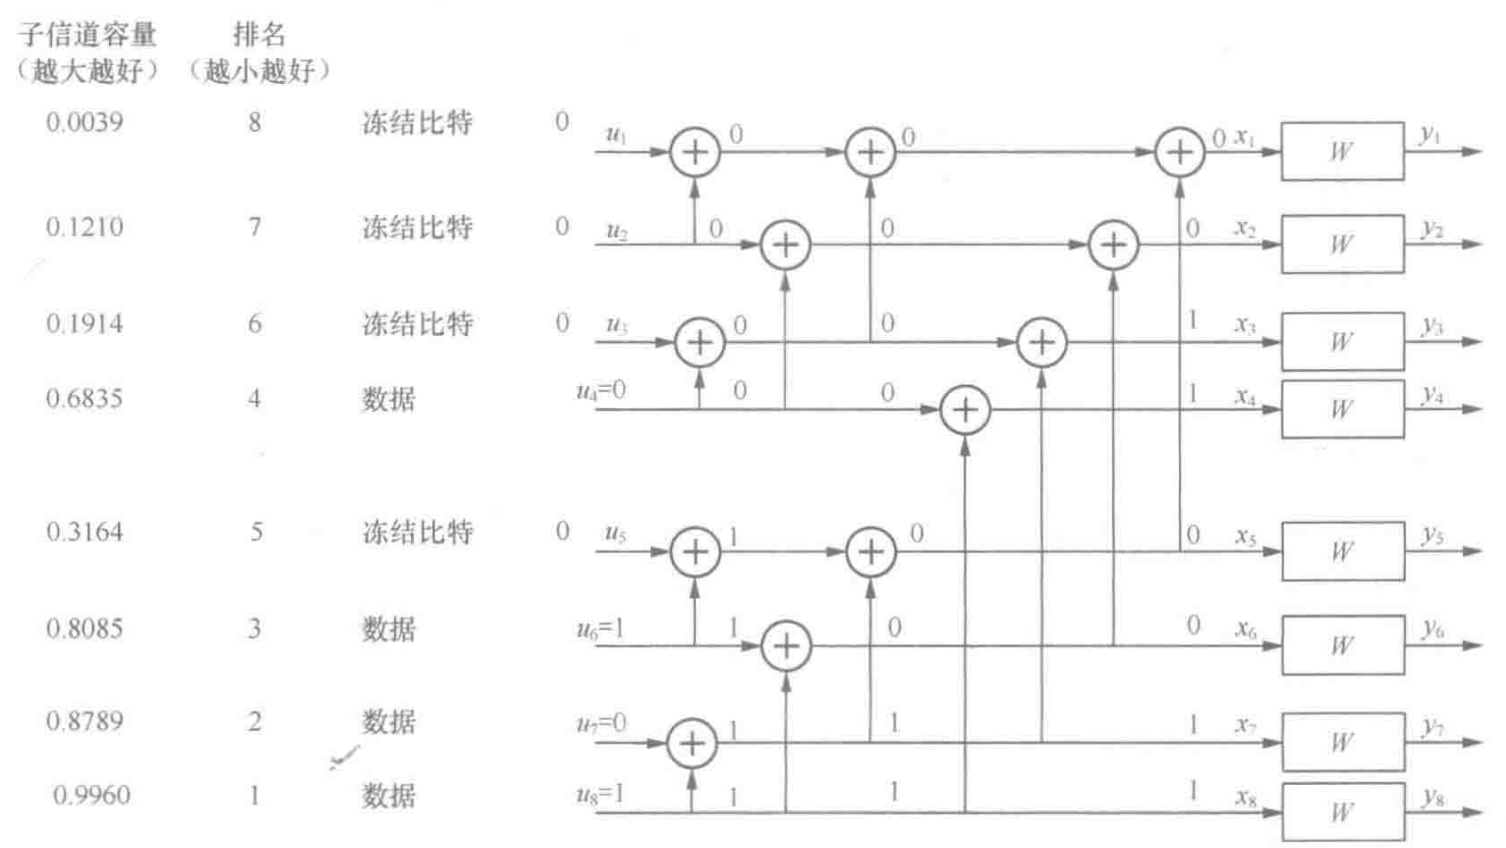 子信道容量 排名
（越大越好） （越小越好）
0.0039 8 冻结比特 0 u₁ 0 0 0 x₁ W y₁
0.1210 7 冻结比特 0 u₂ 0 0 0 x₂ W y₂
0.1914 6 冻结比特 0 u₃ 0 0 1 x₃ W y₃
0.6835 4 数据 u₄=0 0 0 1 x₄ W y₄
0.3164 5 冻结比特 0 u₅ 1 0 0 x₅ W y₅
0.8085 3 数据 u₆=1 1 0 0 x₆ W y₆
0.8789 2 数据 u₇=0 1 1 1 x₇ W y₇
0.9960 1 数据 u₈=1 1 1 1 x₈ W y₈